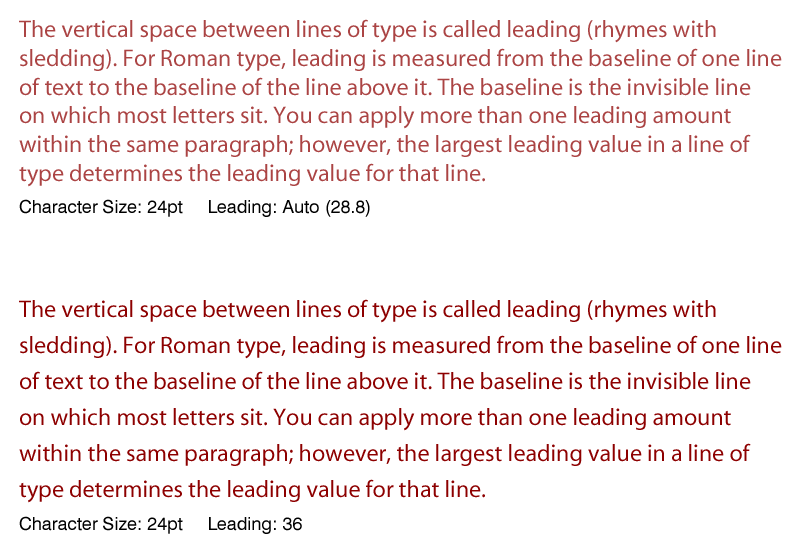 The vertical space between lines of type is called leading (rhymes with
sledding). For Roman type, leading is measured from the baseline of one line
of text to the baseline of the line above it. The baseline is the invisible line
on which most letters sit. You can apply more than one leading amount
within the same paragraph; however, the largest leading value in a line of
type determines the leading value for that line.
Character Size: 24pt Leading: Auto (28.8)
The vertical space between lines of type is called leading (rhymes with
sledding). For Roman type, leading is measured from the baseline of one line
of text to the baseline of the line above it. The baseline is the invisible line
on which most letters sit. You can apply more than one leading amount
within the same paragraph; however, the largest leading value in a line of
type determines the leading value for that line.
Character Size: 24pt Leading: 36